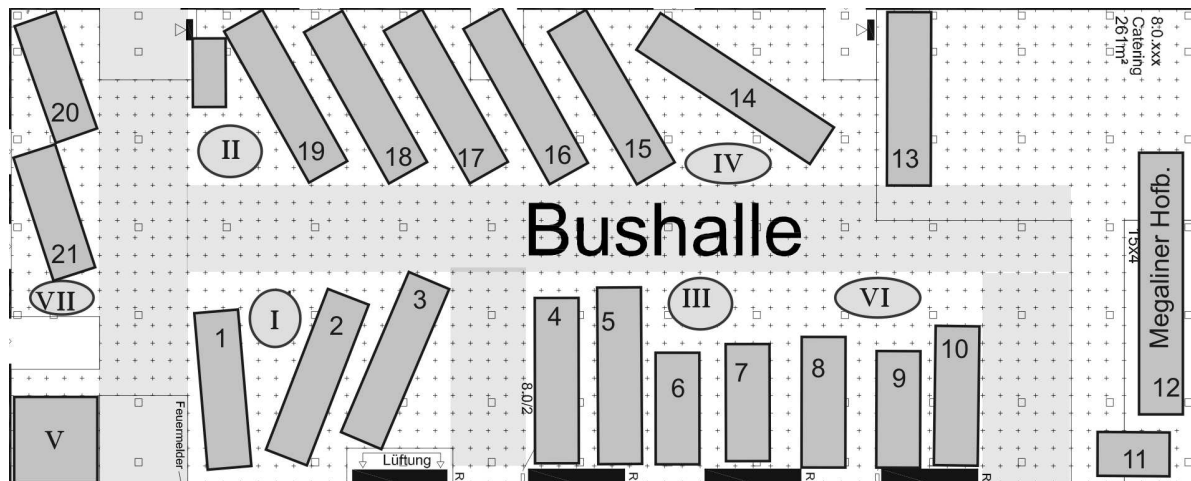 20
19
18
17
16
15
14
13
8:0.xxx
Catering
261m²
II
IV
21
VII
Bushalle
15x4
Megaliner Hofb.
12
1
I
2
3
4
5
III
6
7
8
VI
9
10
11
V
Feuermelder
Lüftung
8.0/2
R
R
R
R